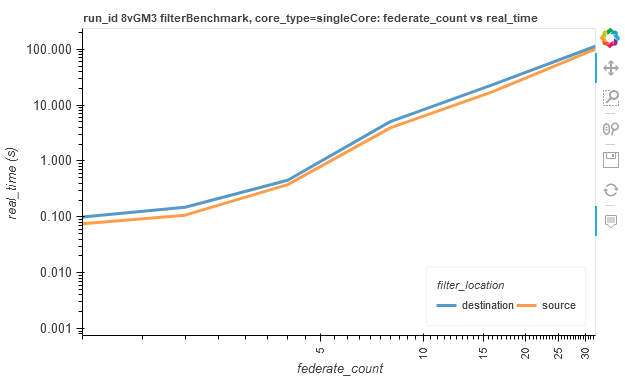 run_id 8vGM3 filterBenchmark, core_type=singleCore: federate_count vs real_time
real_time (s)
100.000
10.000
1.000
0.100
0.010
0.001
5
10
15
20
25
30
federate_count
filter_location
destination
source